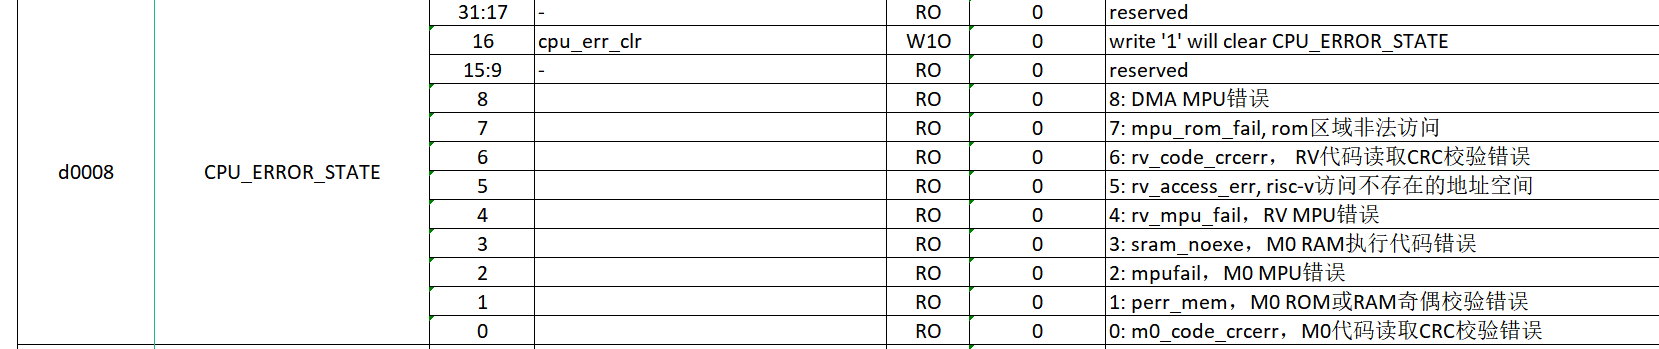 31:17 - RO 0 reserved
16 cpu_err_clr W1O 0 write '1' will clear CPU_ERROR_STATE
15:9 - RO 0 reserved
8 RO 0 8: DMA MPU错误
7 RO 0 7: mpu_rom_fail, rom区域非法访问
6 RO 0 6: rv_code_crcerr， RV代码读取CRC校验错误
d0008 CPU_ERROR_STATE
5 RO 0 5: rv_access_err, risc-v访问不存在的地址空间
4 RO 0 4: rv_mpu_fail，RV MPU错误
3 RO 0 3: sram_noexe，M0 RAM执行代码错误
2 RO 0 2: mpufail，M0 MPU错误
1 RO 0 1: perr_mem，M0 ROM或RAM奇偶校验错误
0 RO 0 0: m0_code_crcerr，M0代码读取CRC校验错误